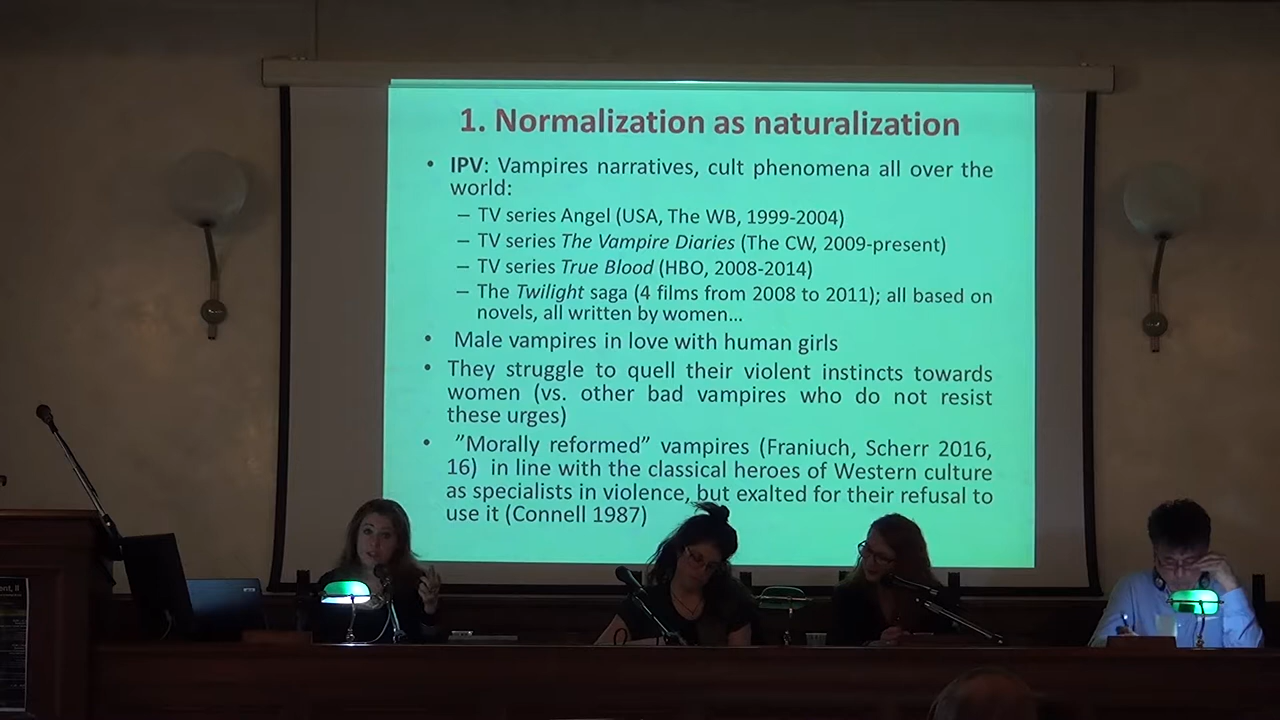 1. Normalization as naturalization
• IPV: Vampires narratives, cult phenomena all over the
world:
– TV series Angel (USA, The WB, 1999-2004)
– TV series The Vampire Diaries (The CW, 2009-present)
– TV series True Blood (HBO, 2008-2014)
– The Twilight saga (4 films from 2008 to 2011); all based on
novels, all written by women…
• Male vampires in love with human girls
• They struggle to quell their violent instincts towards
women (vs. other bad vampires who do not resist
these urges)
• ”Morally reformed” vampires (Franiuch, Scherr 2016,
16) in line with the classical heroes of Western culture
as specialists in violence, but exalted for their refusal to
use it (Connell 1987)